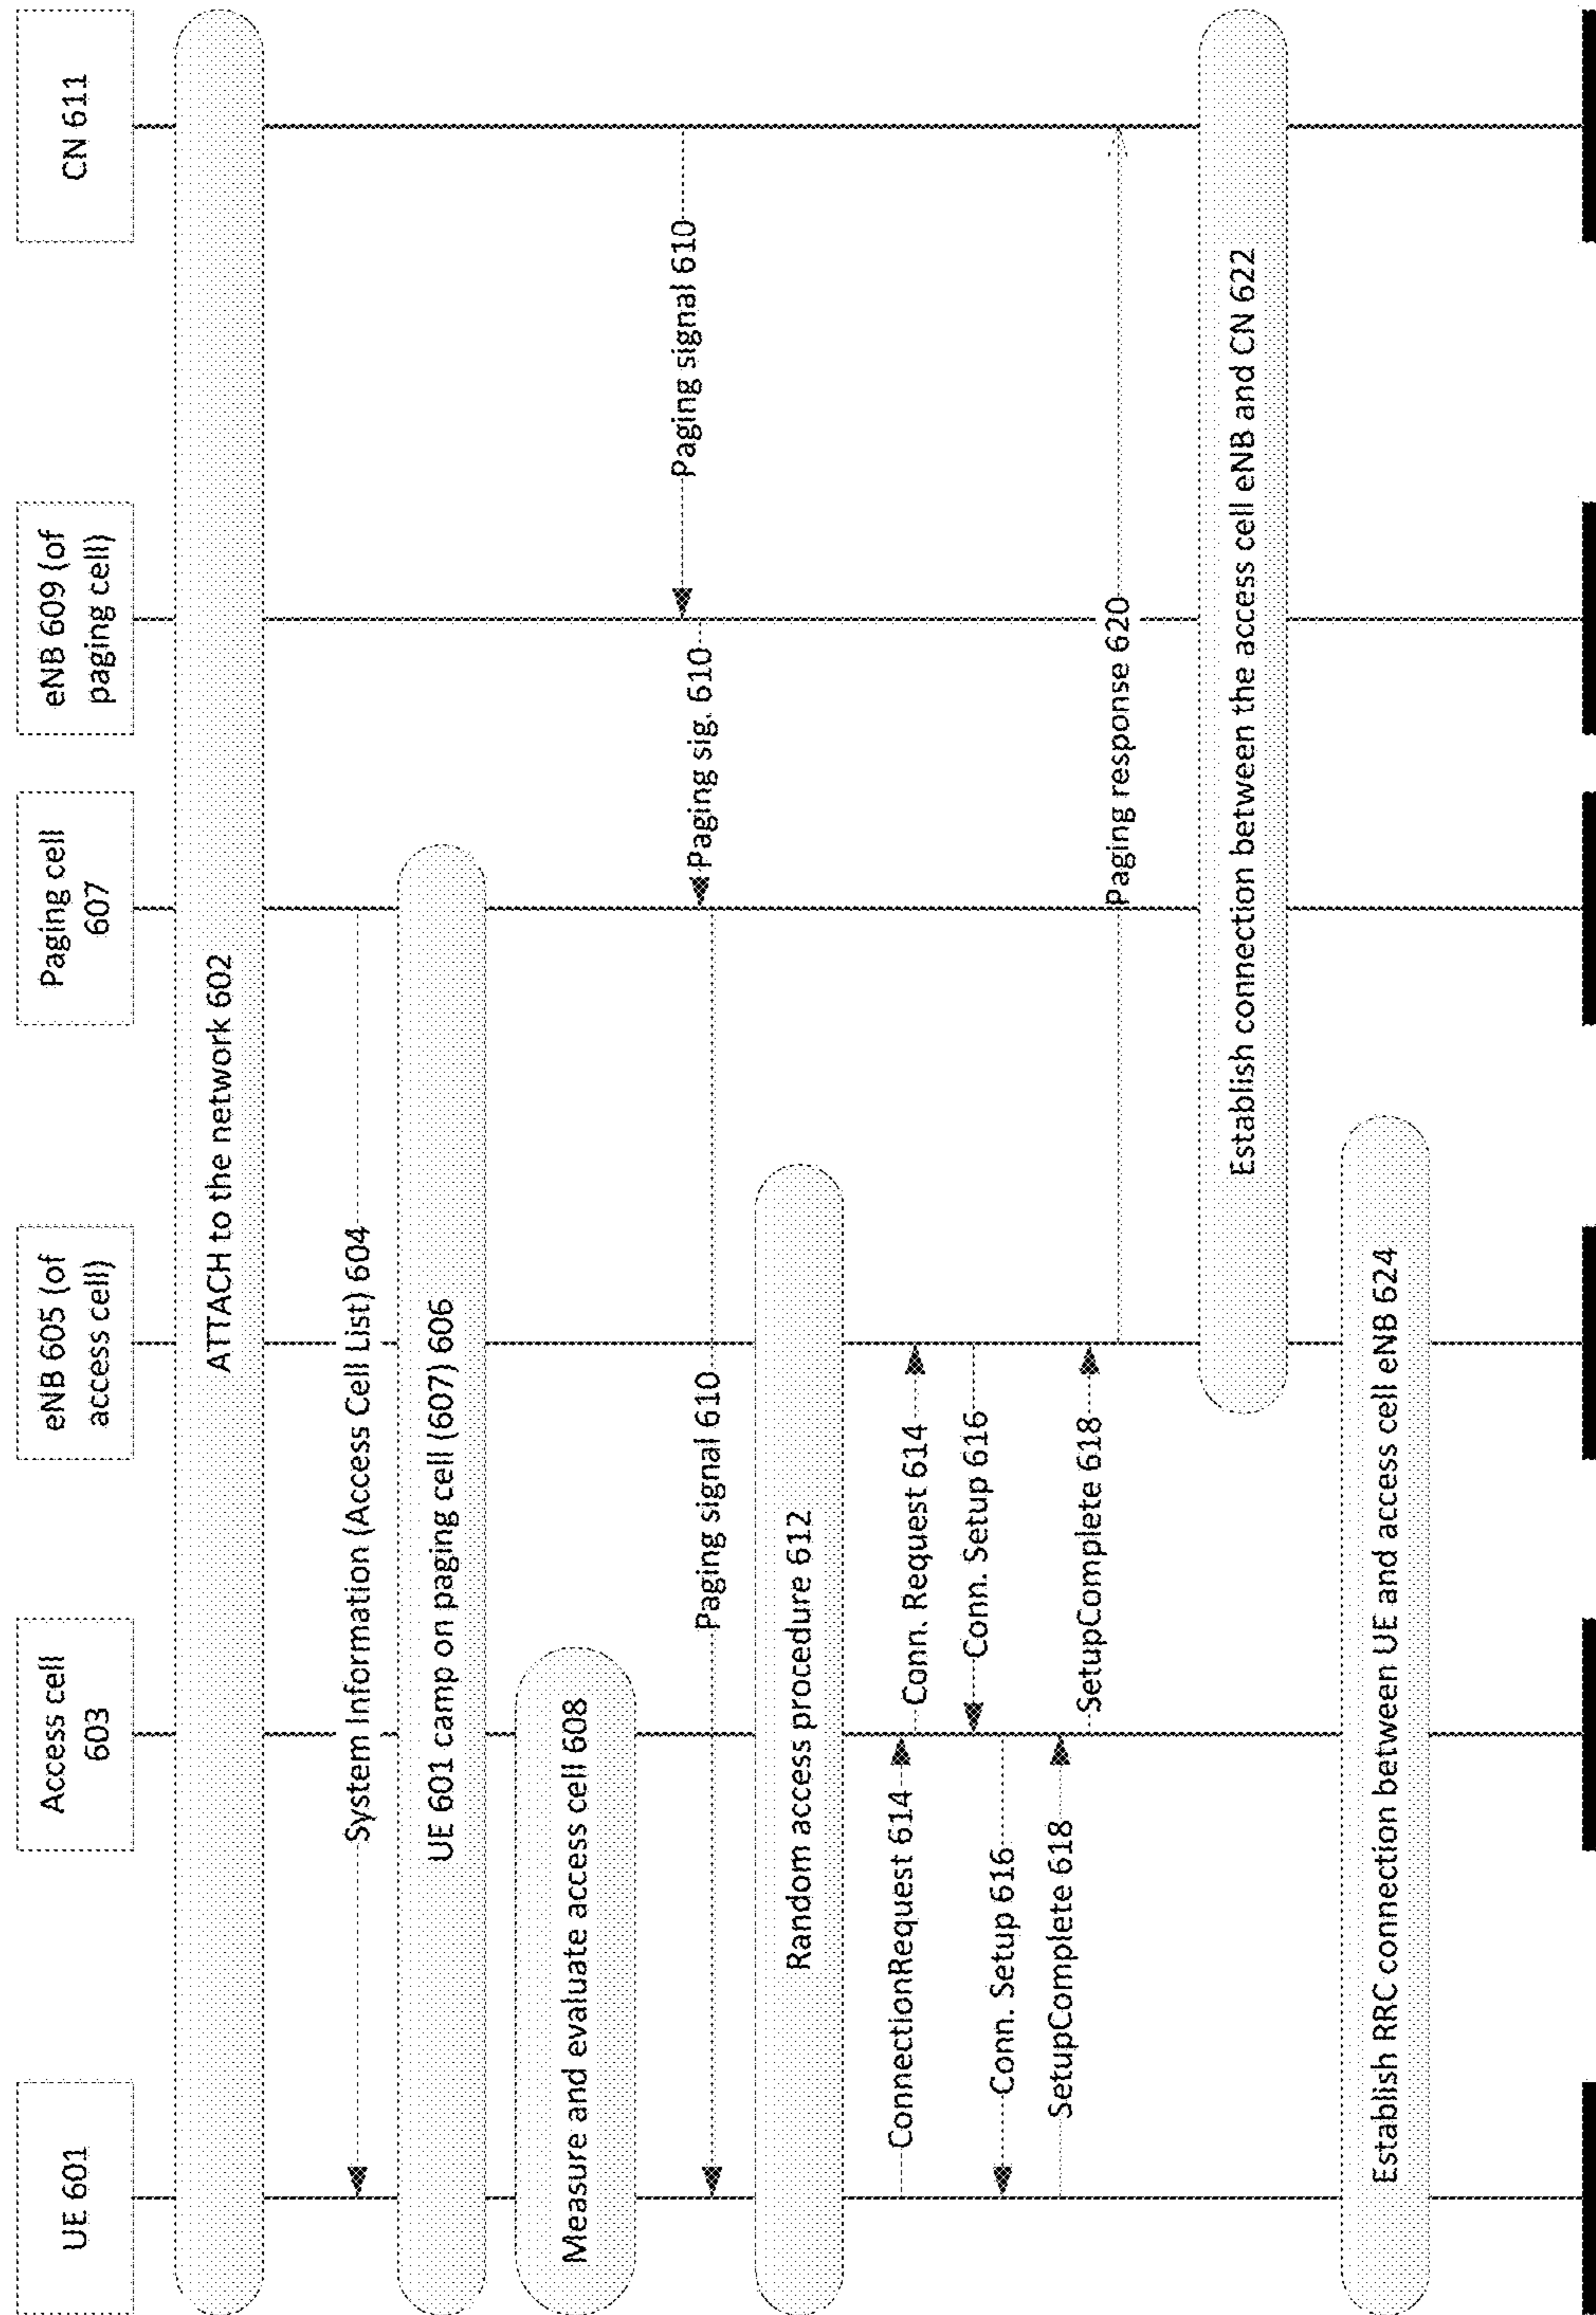 UE 601
Access cell
603
eNB 605 (of
access cell)
Paging cell
607
eNB 609 (of
paging cell)
CN 611
ATTACH to the network 602
System Information (Access Cell List) 604
UE 601 camp on paging cell (607) 606
Measure and evaluate access cell 608
Paging signal 610
Paging sig. 610
Paging signal 610
Random access procedure 612
ConnectionRequest 614
Conn. Request 614
Conn. Setup 616
Conn. Setup 616
SetupComplete 618
SetupComplete 618
Paging response 620
Establish connection between the access cell eNB and CN 622
Establish RRC connection between UE and access cell eNB 624